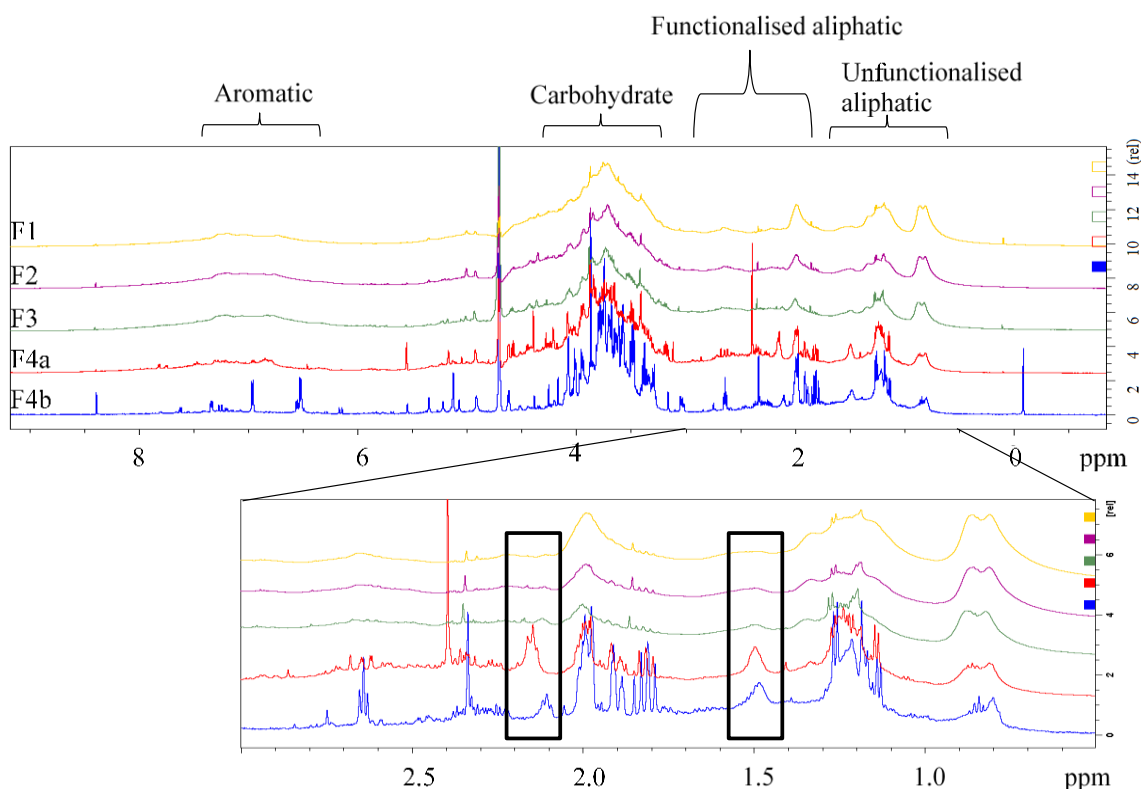 Functionalised aliphatic
Unfunctionalised
aliphatic
Aromatic
Carbohydrate
F1
F2
F3
F4a
F4b
14 (rel)
12
10
8
6
4
2
0
8
6
4
2
0
ppm
[rel]
6
4
2
0
2.5
2.0
1.5
1.0
ppm